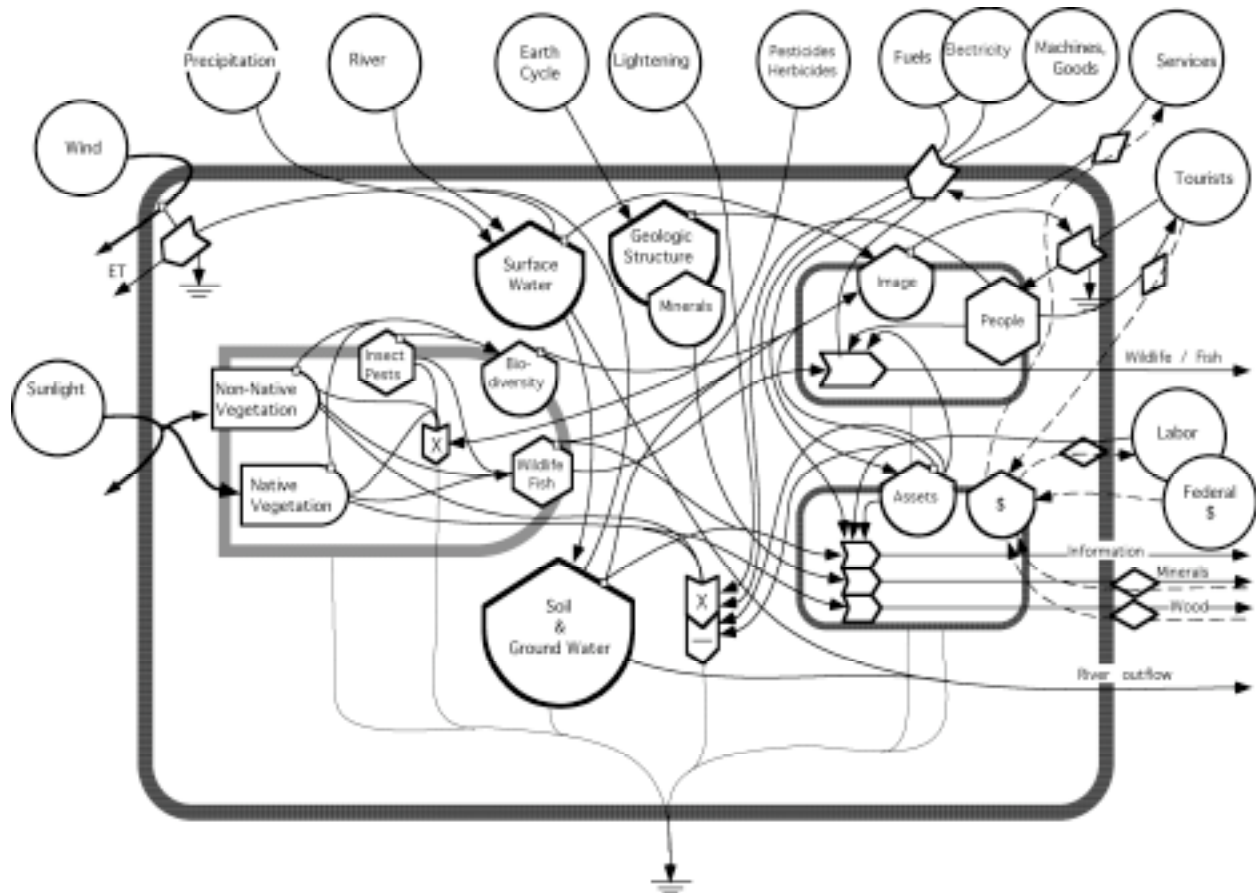 Precipitation
River
Earth
Cycle
Lightening
Pesticides
Herbicides
Fuels
Electricity
Machines,
Goods
Services
Wind
Tourists
ET
Surface
Water
Geologic
Structure
Minerals
Image
People
Insect
Pests
Bio-
diversity
Wildlife / Fish
Sunlight
Non-Native
Vegetation
X
Wildlife
Fish
Labor
Native
Vegetation
Assets
$
Federal
$
Information
Minerals
Wood
Soil
&
Ground Water
X
—
River outflow